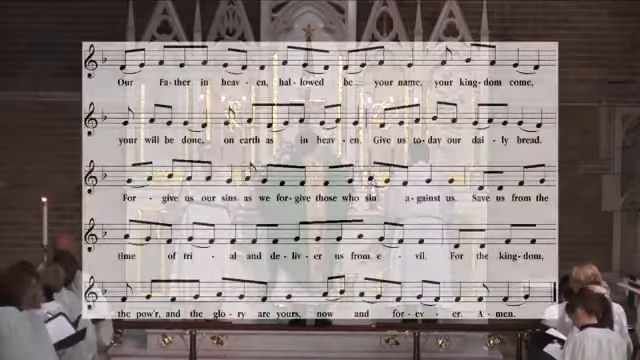 Our Fa - ther in heav - en, hal - lowed be your name, your king - dom come,
your will be done, on earth as in heav - en. Give us to - day our dai - ly bread.
For - give us our sins as we for - give those who sin a - gainst us. Save us from the
time of tri - al and de - liv - er us from e - vil. For the king - dom,
the pow'r, and the glo - ry are yours, now and for - ev - er. A - men.